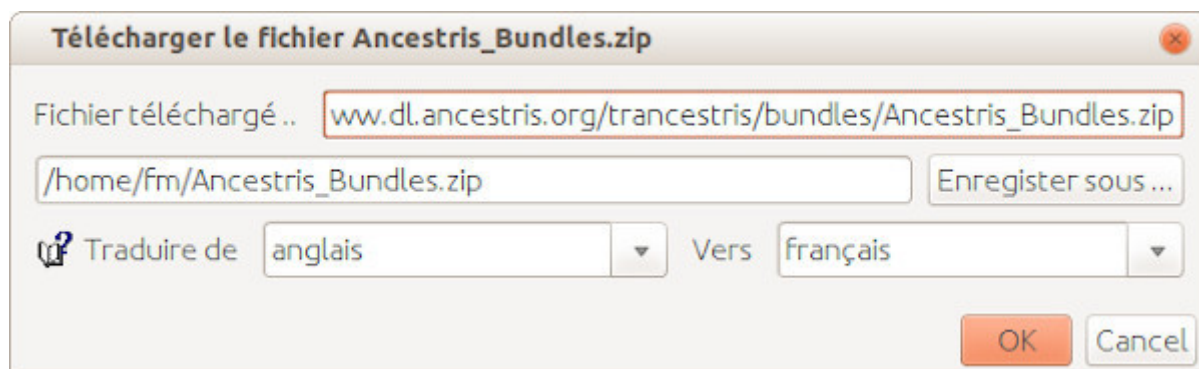 Télécharger le fichier Ancestris_Bundles.zip
Fichier téléchargé .. ww.dl.ancestris.org/trancestris/bundles/Ancestris_Bundles.zip
/home/fm/Ancestris_Bundles.zip Enregister sous ...
Traduire de anglais Vers français
OK Cancel